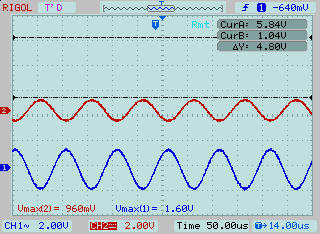 RIGOL T'D 1 -640mV
T Rmt CurA: 5.84V
CurB: 1.04V
ΔY: 4.80V
2
1
Vmax(2)= 960mV Vmax(1)= 1.60V
CH1~ 2.00V CH2 2.00V Time 50.00us T→14.00us